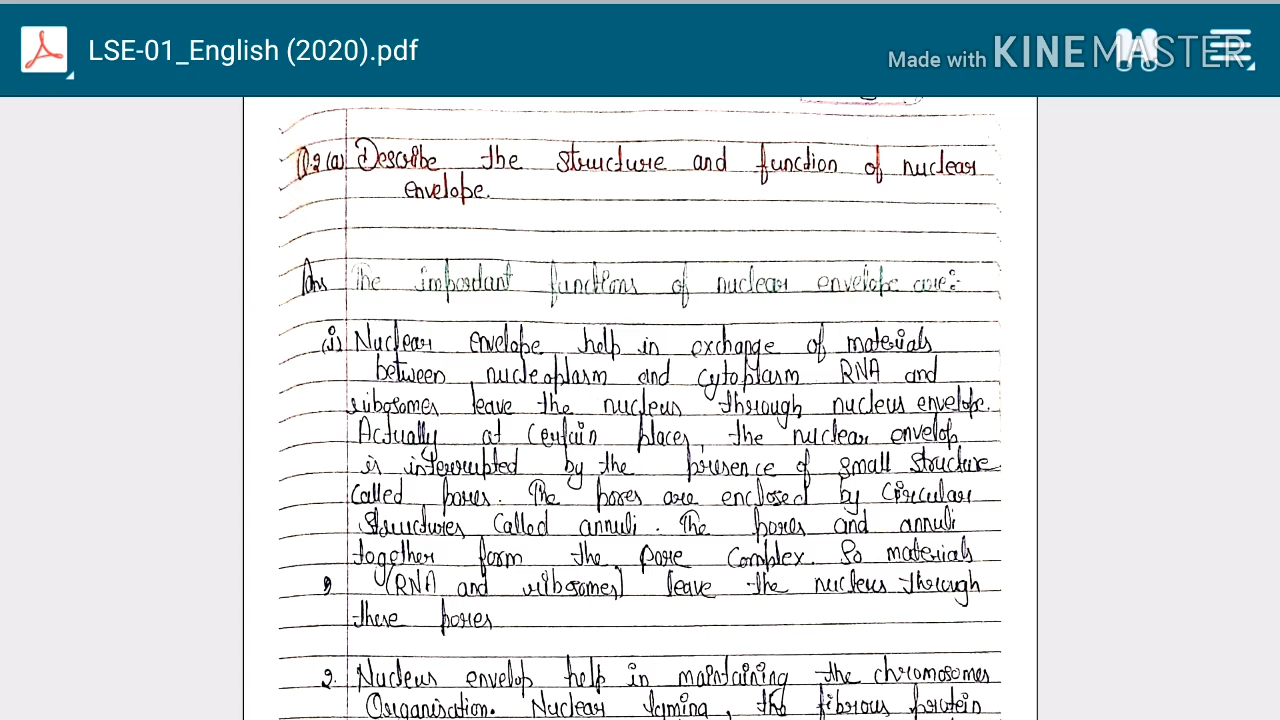 LSE-01_English (2020).pdf
Made with KINEMASTER
Q.2 (a) Describe the structure and function of nuclear
envelope.
Ans The important functions of nuclear envelope are:-
(i) Nuclear envelope help in exchange of materials
between nucleoplasm and cytoplasm RNA and
ribosomes leave the nucleus through nucleus envelope.
Actually at certain places, the nuclear envelop
is interrupted by the presence of small structure
called pores. The pores are enclosed by circular
structures called annuli. The pores and annuli
together form the pore complex. So materials
(RNA and ribosomes) leave the nucleus through
these pores
2. Nucleus envelop help in maintaining the chromosomes
Organisation. Nuclear lamina, the fibrous protein